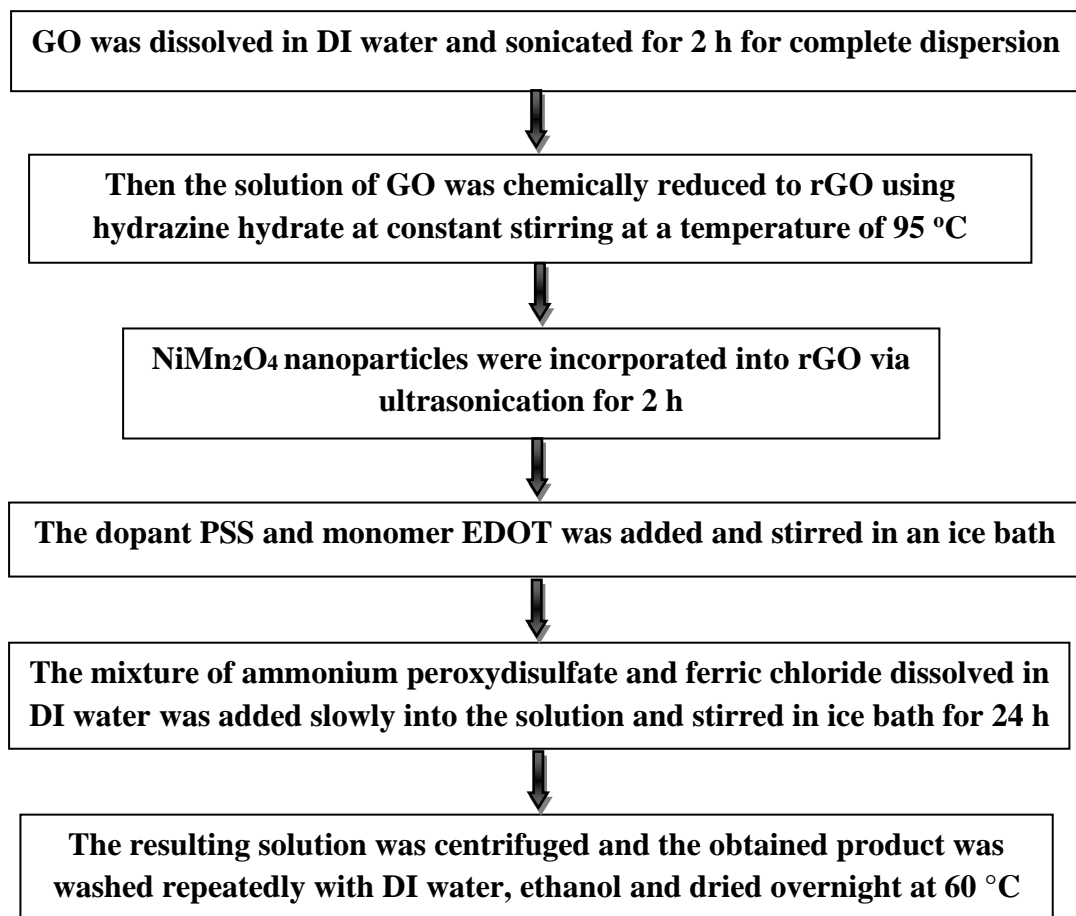 GO was dissolved in DI water and sonicated for 2 h for complete dispersion
Then the solution of GO was chemically reduced to rGO using
hydrazine hydrate at constant stirring at a temperature of 95 ºC
NiMn₂O₄ nanoparticles were incorporated into rGO via
ultrasonication for 2 h
The dopant PSS and monomer EDOT was added and stirred in an ice bath
The mixture of ammonium peroxydisulfate and ferric chloride dissolved in
DI water was added slowly into the solution and stirred in ice bath for 24 h
The resulting solution was centrifuged and the obtained product was
washed repeatedly with DI water, ethanol and dried overnight at 60 °C